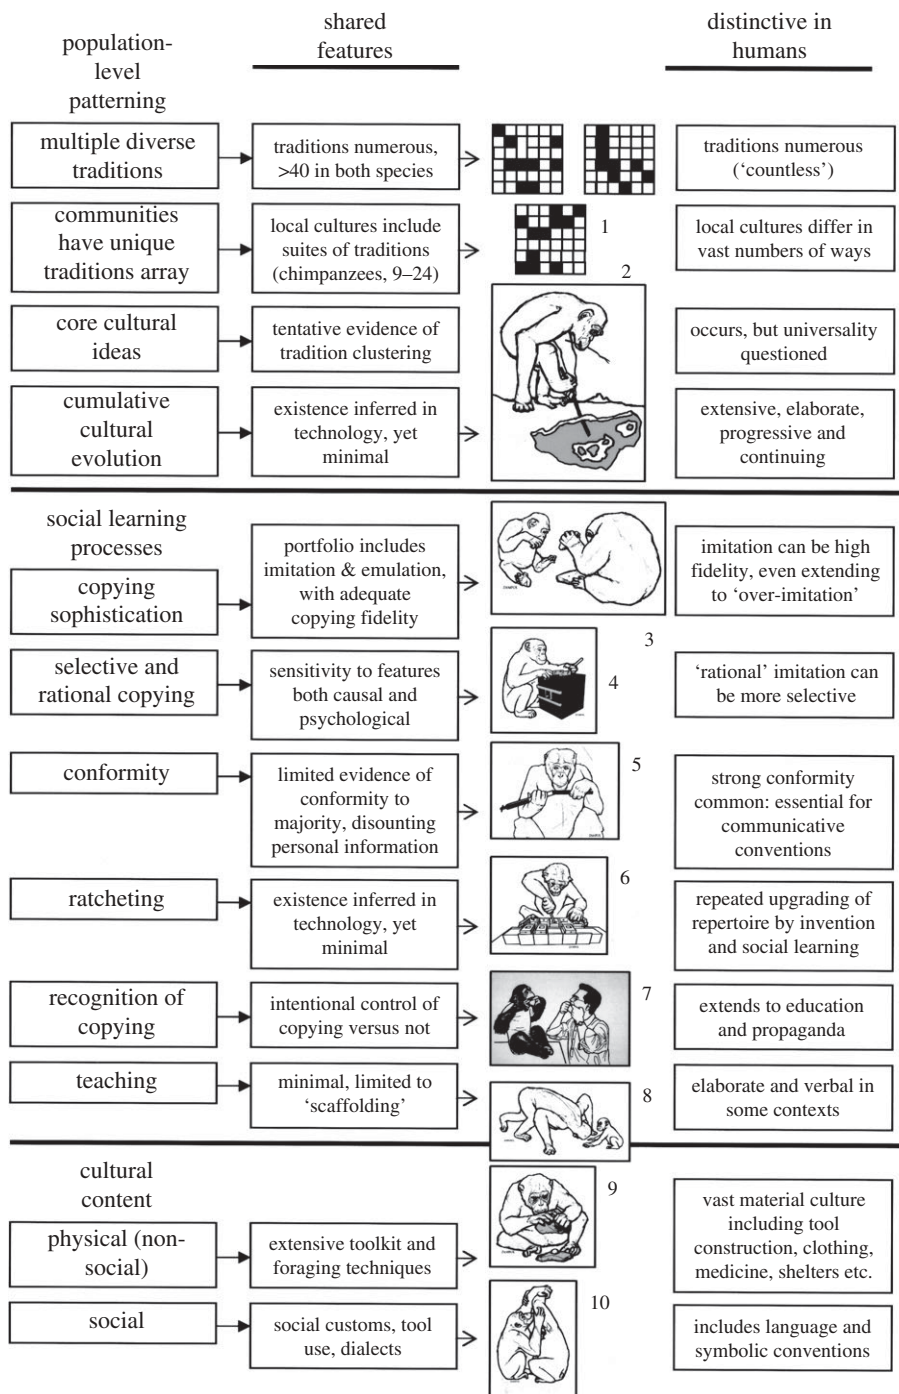 population-
level
patterning
shared
features
distinctive in
humans
multiple diverse
traditions
traditions numerous,
>40 in both species
traditions numerous
(‘countless’)
communities
have unique
traditions array
local cultures include
suites of traditions
(chimpanzees, 9–24)
1
local cultures differ in
vast numbers of ways
2
core cultural
ideas
tentative evidence of
tradition clustering
occurs, but universality
questioned
cumulative
cultural
evolution
existence inferred in
technology, yet
minimal
extensive, elaborate,
progressive and
continuing
social learning
processes
copying
sophistication
portfolio includes
imitation & emulation,
with adequate
copying fidelity
imitation can be high
fidelity, even extending
to ‘over-imitation’
3
selective and
rational copying
sensitivity to features
both causal and
psychological
4
‘rational’ imitation can
be more selective
conformity
limited evidence of
conformity to
majority, disounting
personal information
5
strong conformity
common: essential for
communicative
conventions
ratcheting
existence inferred in
technology, yet
minimal
6
repeated upgrading of
repertoire by invention
and social learning
recognition of
copying
intentional control of
copying versus not
7
extends to education
and propaganda
teaching
minimal, limited to
‘scaffolding’
8
elaborate and verbal in
some contexts
cultural
content
physical (non-
social)
extensive toolkit and
foraging techniques
9
vast material culture
including tool
construction, clothing,
medicine, shelters etc.
social
social customs, tool
use, dialects
10
includes language and
symbolic conventions